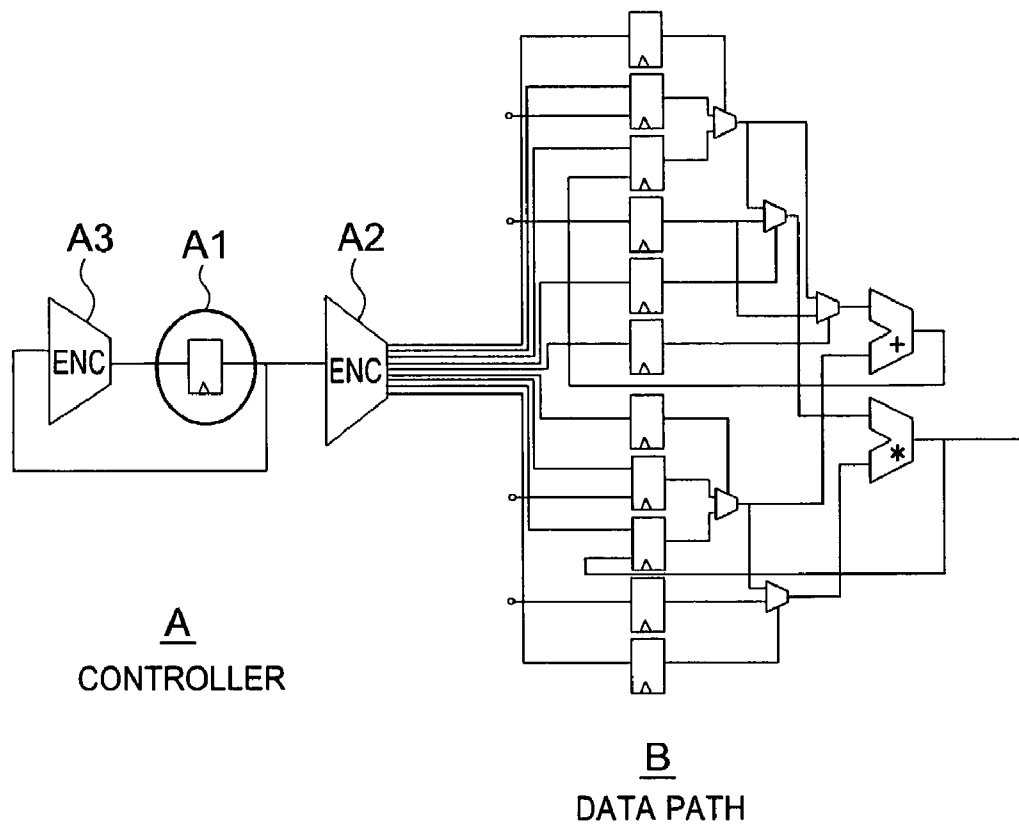 A3
A1
A2
ENC
ENC
+
*
A
CONTROLLER
B
DATA PATH